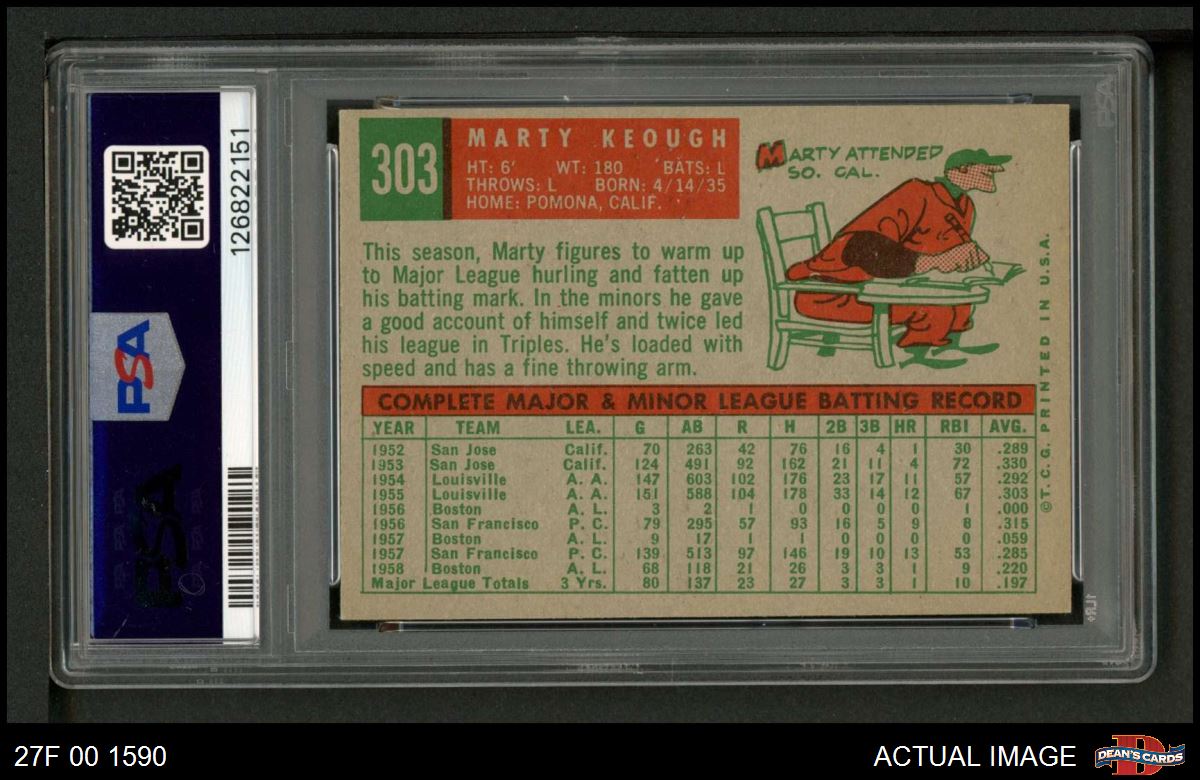 126822151
PSA
303
MARTY KEOUGH
HT: 6' WT: 180 BATS: L
THROWS: L BORN: 4/14/35
HOME: POMONA, CALIF.
MARTY ATTENDED
SO. CAL.
This season, Marty figures to warm up
to Major League hurling and fatten up
his batting mark. In the minors he gave
a good account of himself and twice led
his league in Triples. He's loaded with
speed and has a fine throwing arm.
COMPLETE MAJOR & MINOR LEAGUE BATTING RECORD
YEAR TEAM LEA. G AB R H 2B 3B HR RBI AVG.
1952 San Jose Calif. 70 263 42 76 16 4 1 30 .289
1953 San Jose Calif. 124 491 92 162 21 11 4 72 .330
1954 Louisville A. A. 147 603 102 176 23 17 11 57 .292
1955 Louisville A. A. 151 588 104 178 33 14 12 67 .303
1956 Boston A. L. 3 2 1 0 0 0 0 1 .000
1956 San Francisco P. C. 79 295 57 93 16 5 9 8 .315
1957 Boston A. L. 9 17 1 1 0 0 0 0 .059
1957 San Francisco P. C. 139 513 97 146 19 10 13 53 .285
1958 Boston A. L. 68 118 21 26 3 3 1 9 .220
Major League Totals 3 Yrs. 80 137 23 27 3 3 1 10 .197
©T. C. G. PRINTED IN U.S.A.
PSA
PSA
27F 00 1590
ACTUAL IMAGE
DEAN'S CARDS